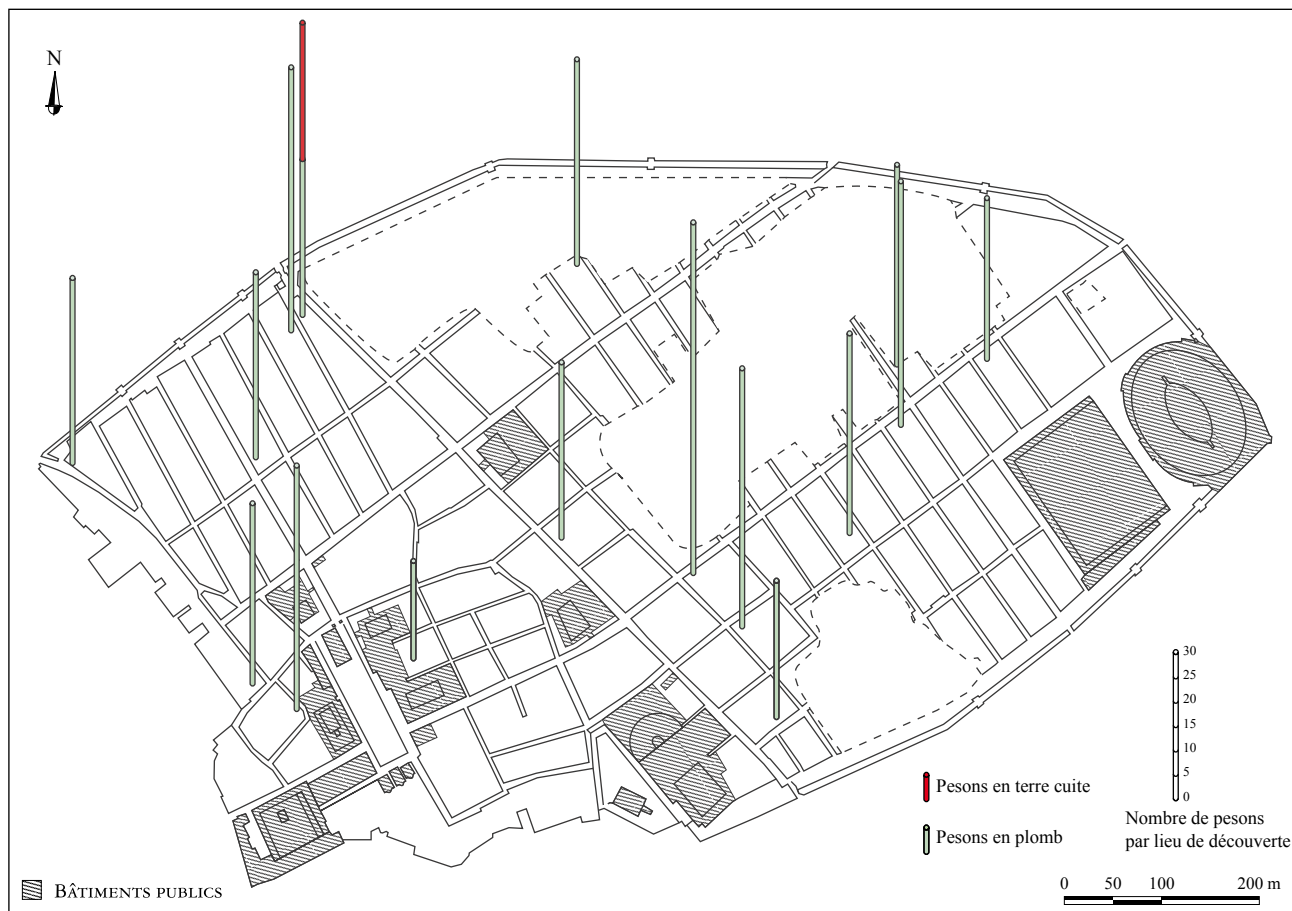 N
30
25
20
15
10
5
0
Pesons en terre cuite
Pesons en plomb
Nombre de pesons
par lieu de découverte
0 50 100 200 m
BÂTIMENTS PUBLICS